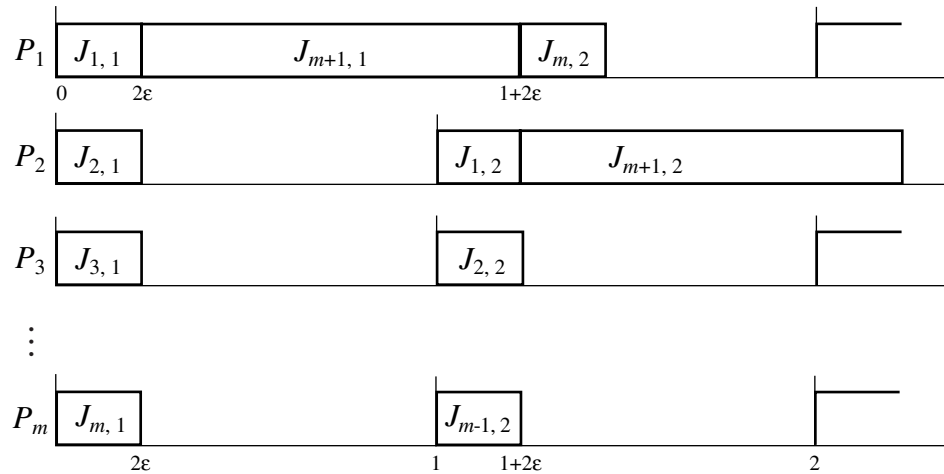 P1 J1, 1 Jm+1, 1 Jm, 2
0 2ε 1+2ε
P2 J2, 1 J1, 2 Jm+1, 2
P3 J3, 1 J2, 2
⋮
Pm Jm, 1 Jm-1, 2
2ε 1 1+2ε 2